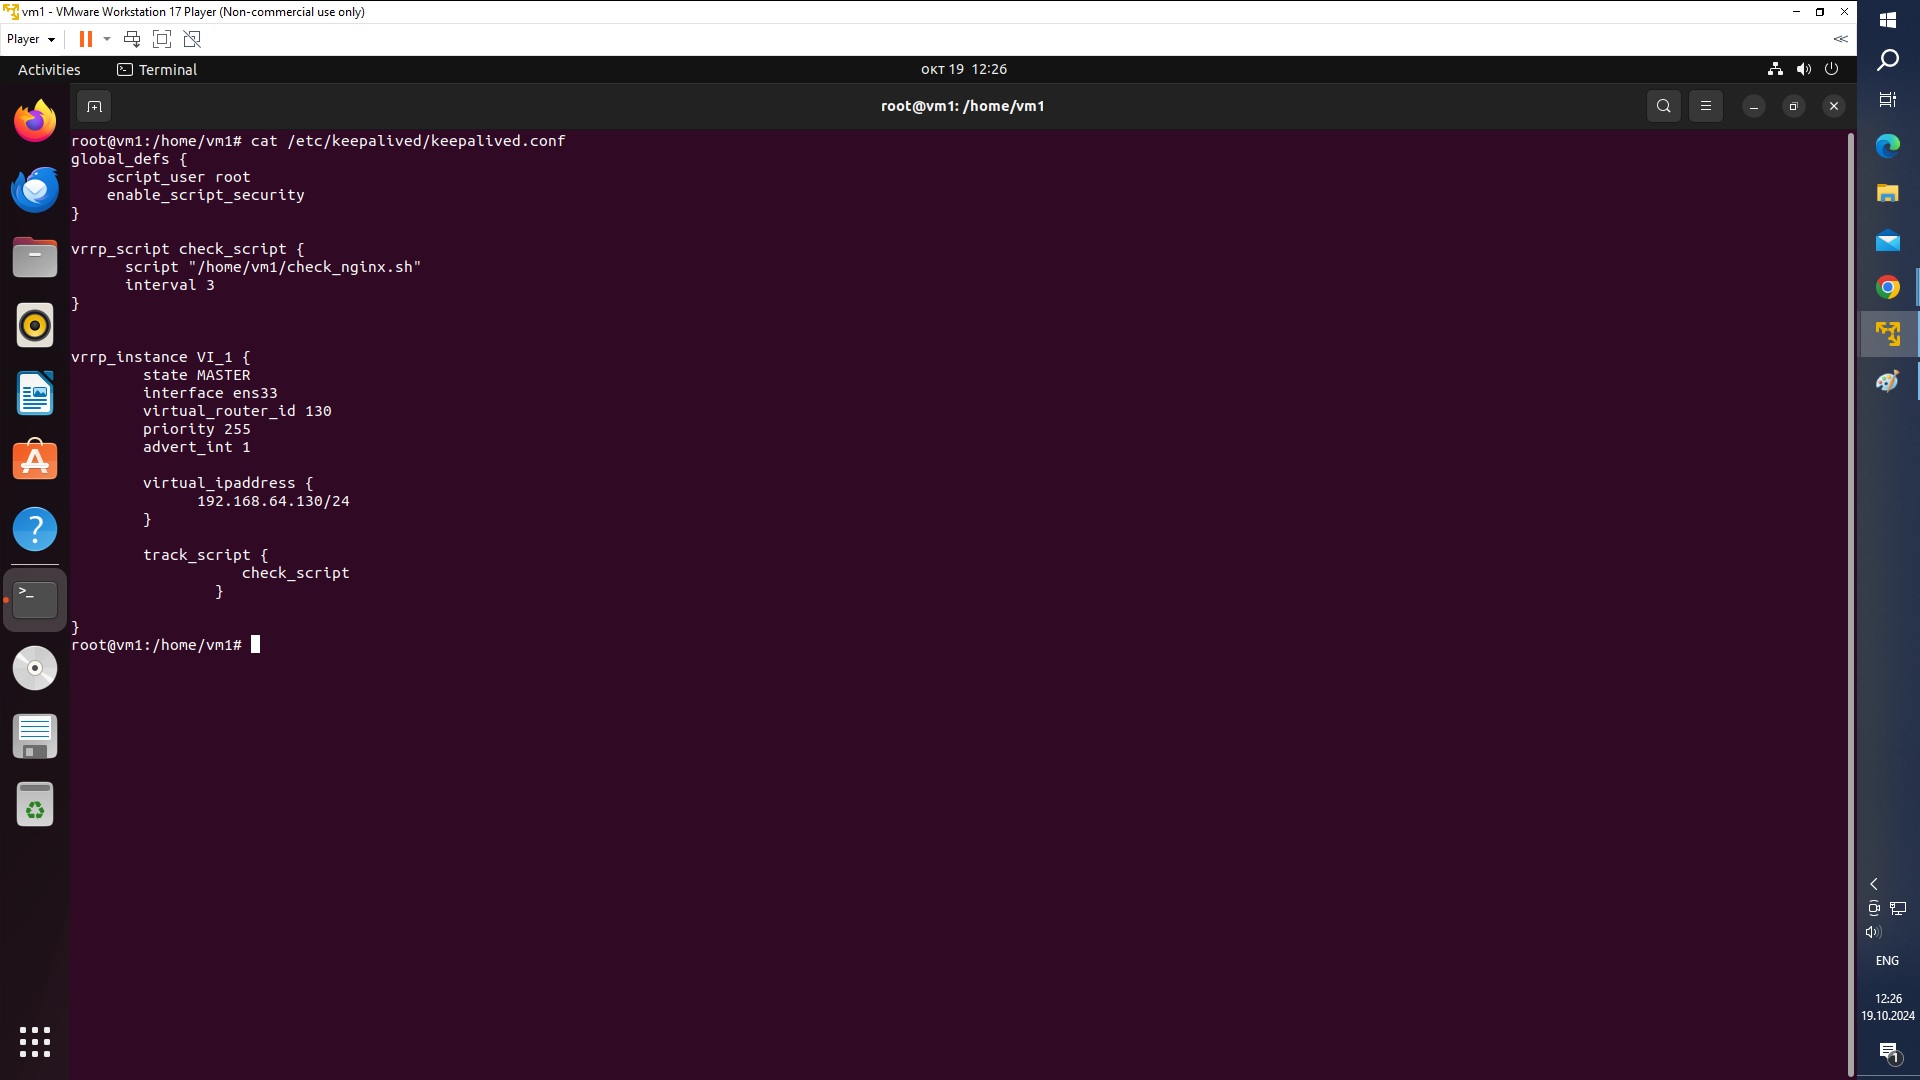 vm1 - VMware Workstation 17 Player (Non-commercial use only)
Player
Activities
Terminal
окт 19 12:26
root@vm1: /home/vm1
root@vm1:/home/vm1# cat /etc/keepalived/keepalived.conf
global_defs {
    script_user root
    enable_script_security
}
vrrp_script check_script {
      script "/home/vm1/check_nginx.sh"
      interval 3
}
vrrp_instance VI_1 {
        state MASTER
        interface ens33
        virtual_router_id 130
        priority 255
        advert_int 1
        virtual_ipaddress {
              192.168.64.130/24
        }
        track_script {
                   check_script
                }
}
root@vm1:/home/vm1#
ENG
12:26
19.10.2024
1